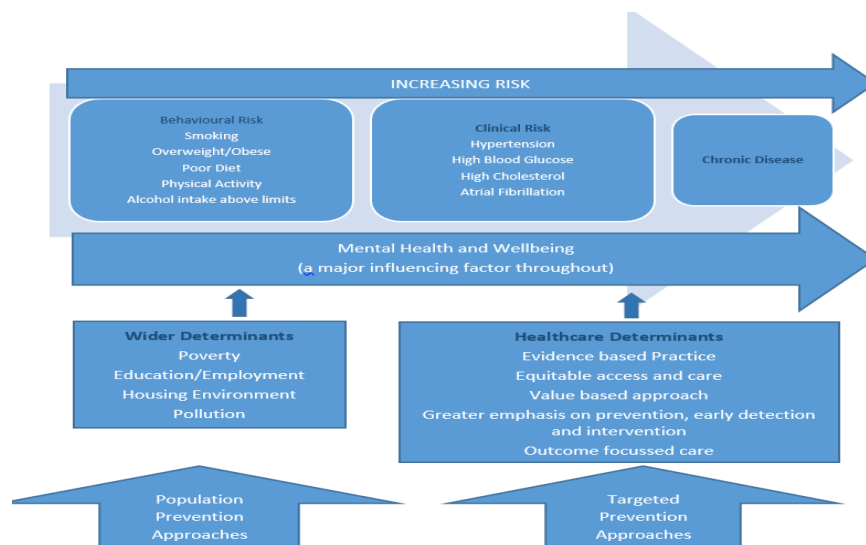 INCREASING RISK
Behavioural Risk
Smoking
Overweight/Obese
Poor Diet
Physical Activity
Alcohol intake above limits
Clinical Risk
Hypertension
High Blood Glucose
High Cholesterol
Atrial Fibrillation
Chronic Disease
Mental Health and Wellbeing
(a major influencing factor throughout)
Wider Determinants
Poverty
Education/Employment
Housing Environment
Pollution
Healthcare Determinants
Evidence based Practice
Equitable access and care
Value based approach
Greater emphasis on prevention, early detection
and intervention
Outcome focussed care
Population
Prevention
Approaches
Targeted
Prevention
Approaches